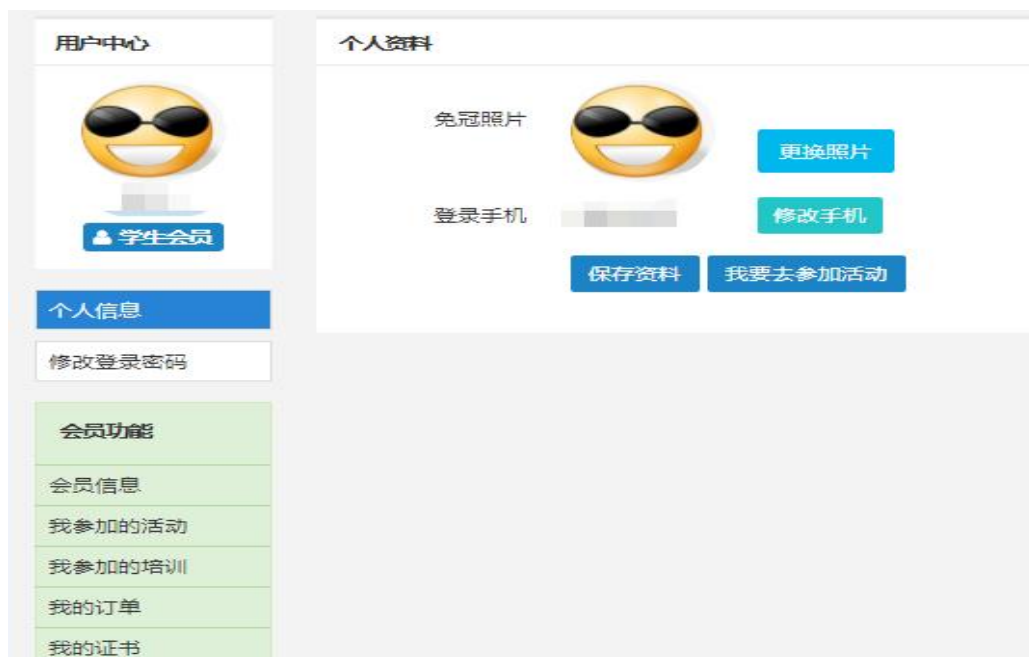 用户中心
学生会员
个人信息
修改登录密码
会员功能
会员信息
我参加的活动
我参加的培训
我的订单
我的证书
个人资料
免冠照片
更换照片
登录手机
修改手机
保存资料
我要去参加活动